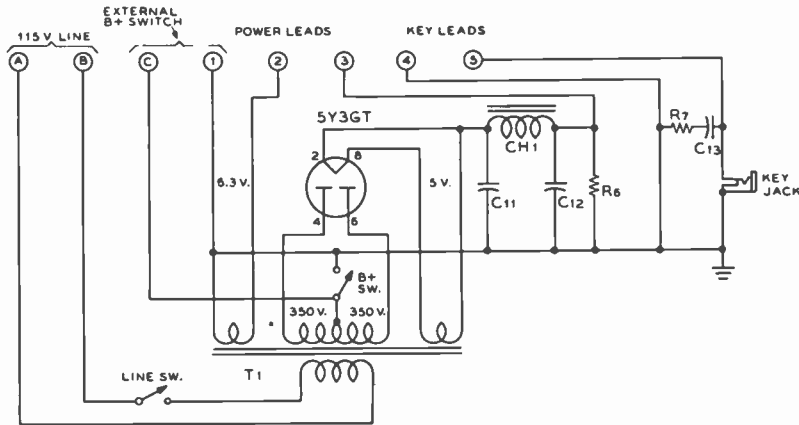 EXTERNAL
B+ SWITCH
115 V LINE
POWER LEADS
KEY LEADS
A
B
C
1
2
3
4
5
5Y3GT
2
8
4
6
6.3 V.
5 V.
CH1
C11
C12
R6
R7
C13
KEY
JACK
B+
SW.
350 V.
350 V.
T1
LINE SW.